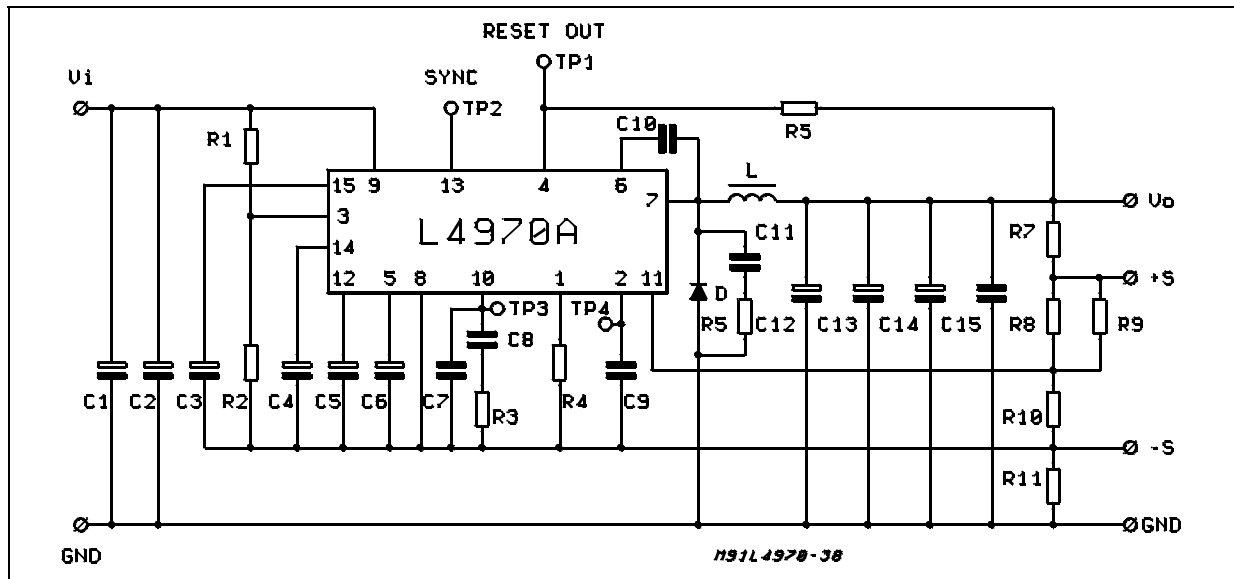 RESET OUT
TP1
Vi
SYNC
TP2
C10
R5
R1
15 9 13 4 6
L
3
7
Vo
L4970A
C11
R7
14
+S
12 5 8 10 1 2 11
TP3
TP4
D
R5
C12 C13 C14 C15
R8
R9
C8
C1 C2 C3 R2 C4 C5 C6 C7
R3
R4 C9
R10
-S
R11
GND
GND
M91L4970-38